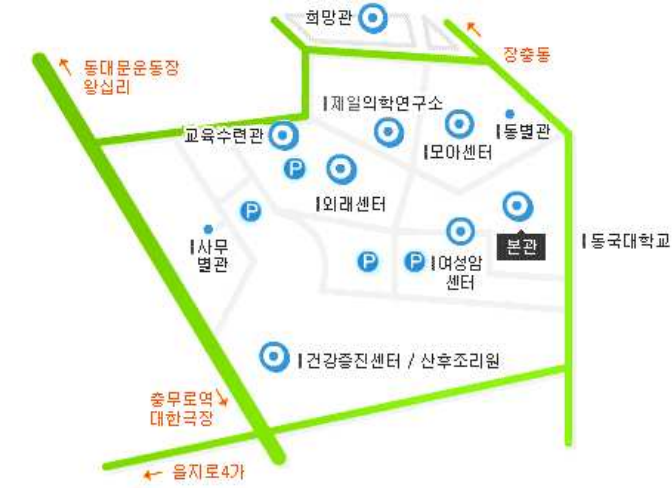 희망관
장충동
동대문운동장
왕십리
제일의학연구소
교육수련관
동별관
모아센터
P
외래센터
P
사무
별관
본관
동국대학교
P
P
여성암
센터
건강증진센터 / 산후조리원
충무로역
대한극장
을지로4가